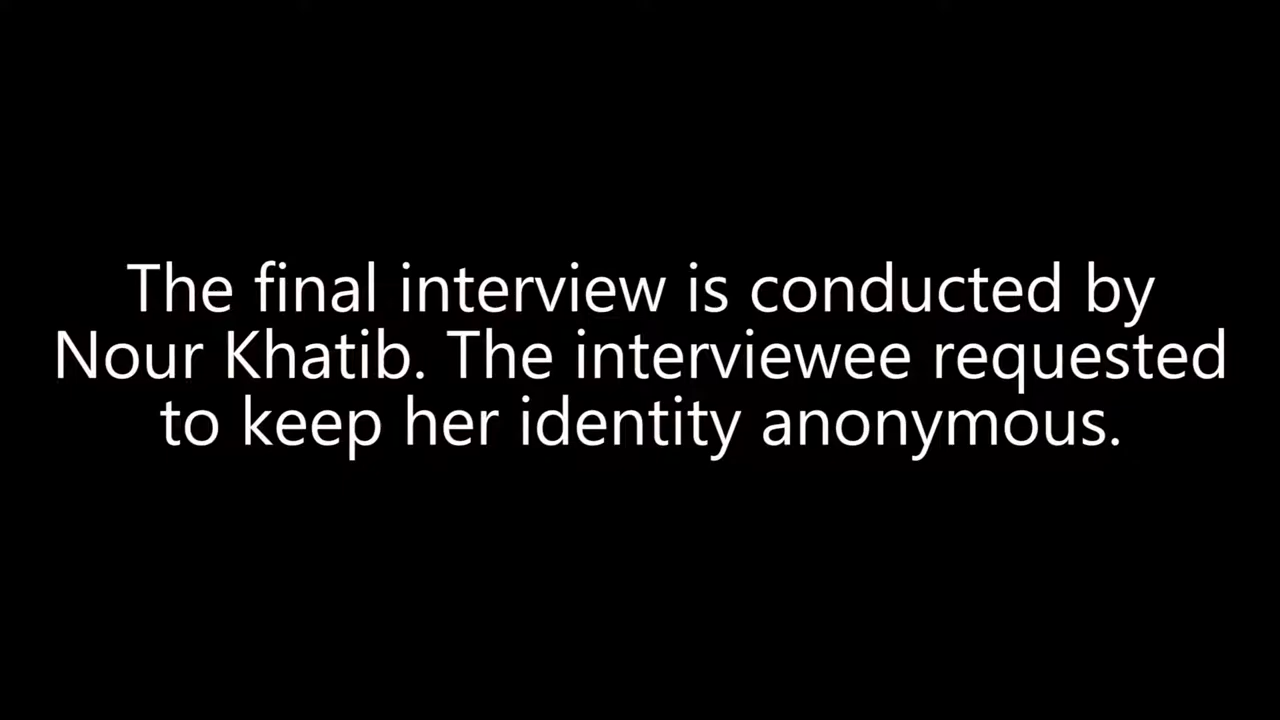 The final interview is conducted by
Nour Khatib. The interviewee requested
to keep her identity anonymous.